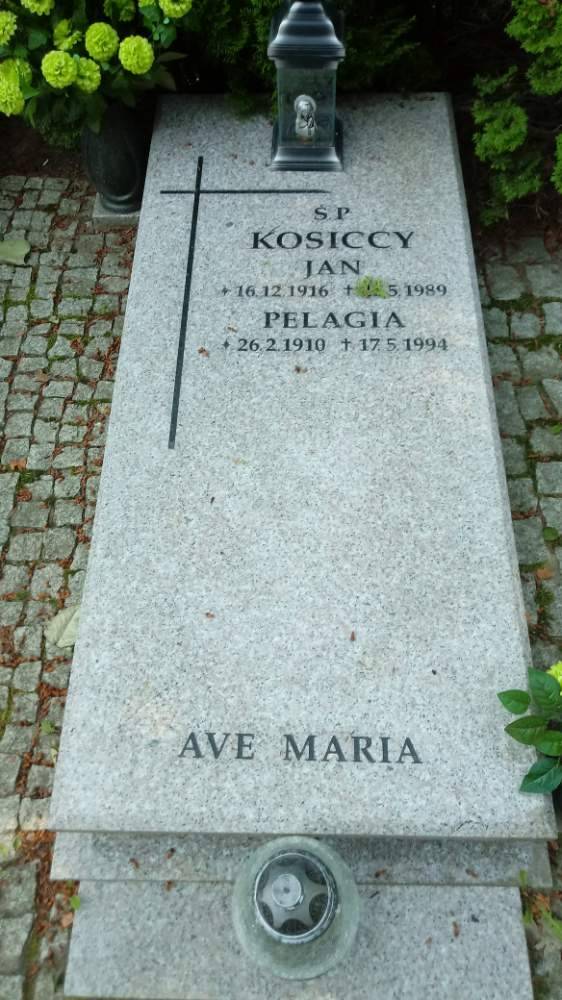 Ś P
KOSICCY
JAN
+ 16.12.1916 † 5.1989
PELAGIA
+ 26.2.1910 † 17.5.1994
AVE MARIA